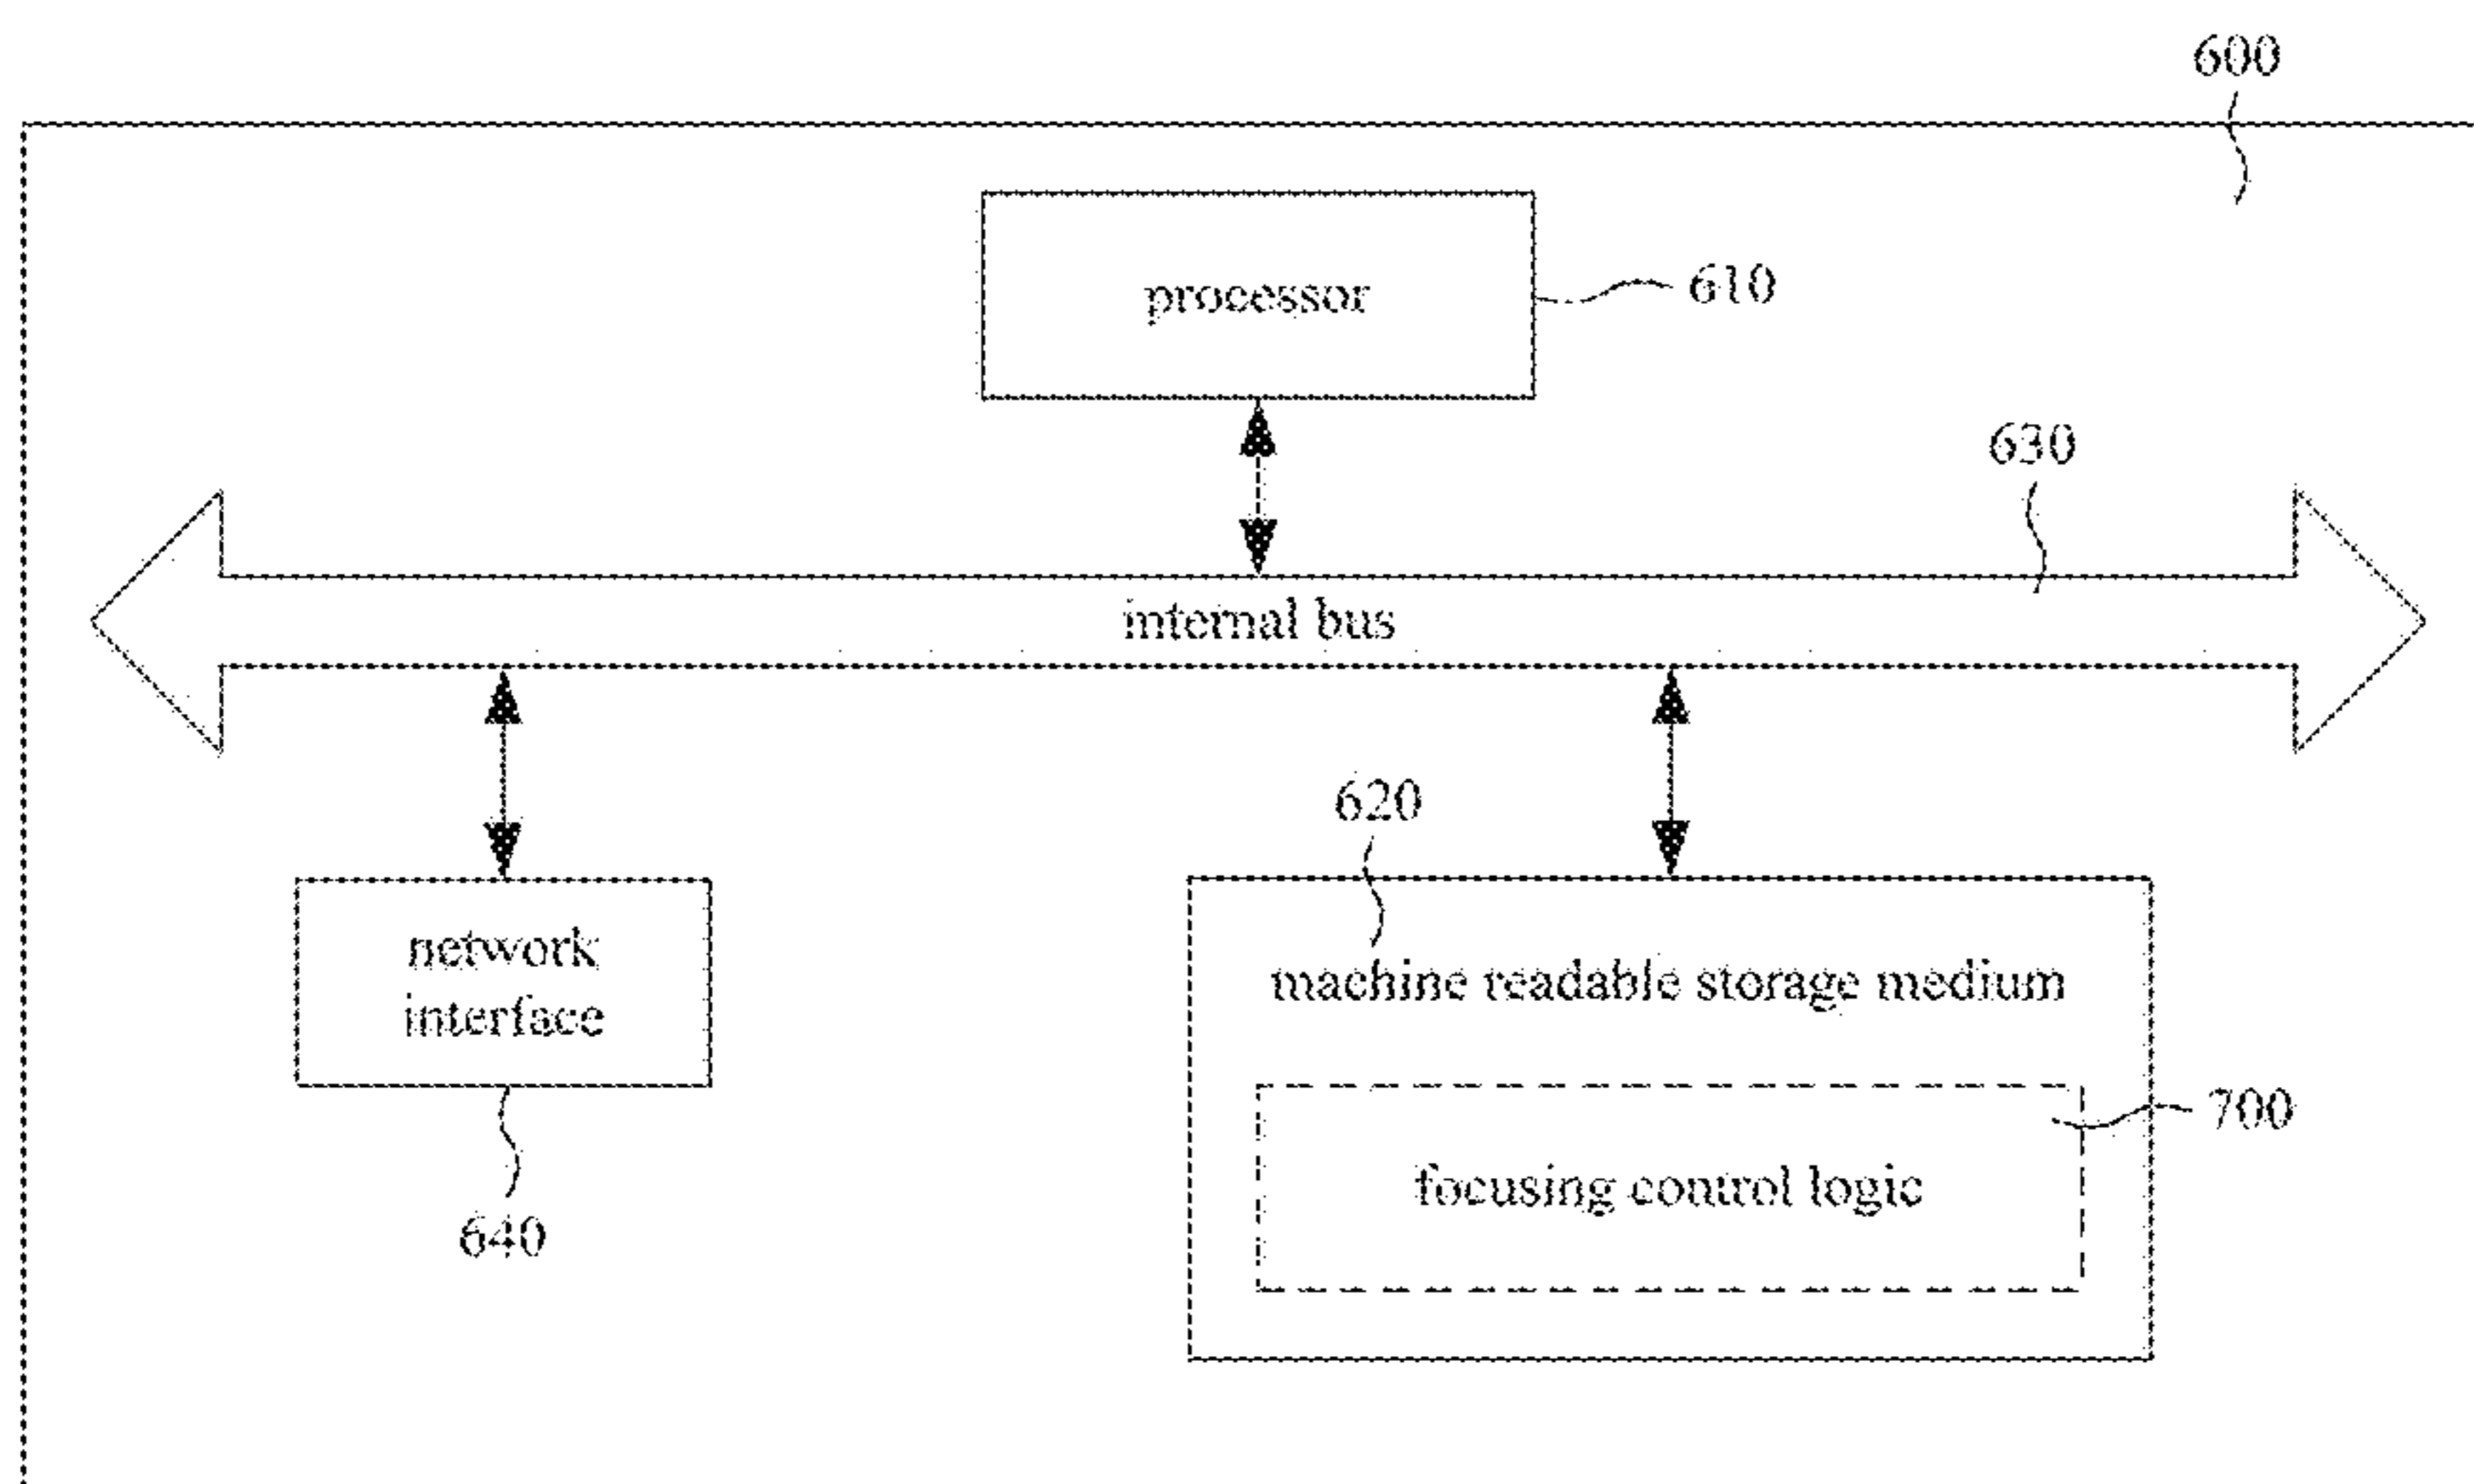 600
processor
610
630
internal bus
620
network
interface
machine readable storage medium
700
focusing control logic
640